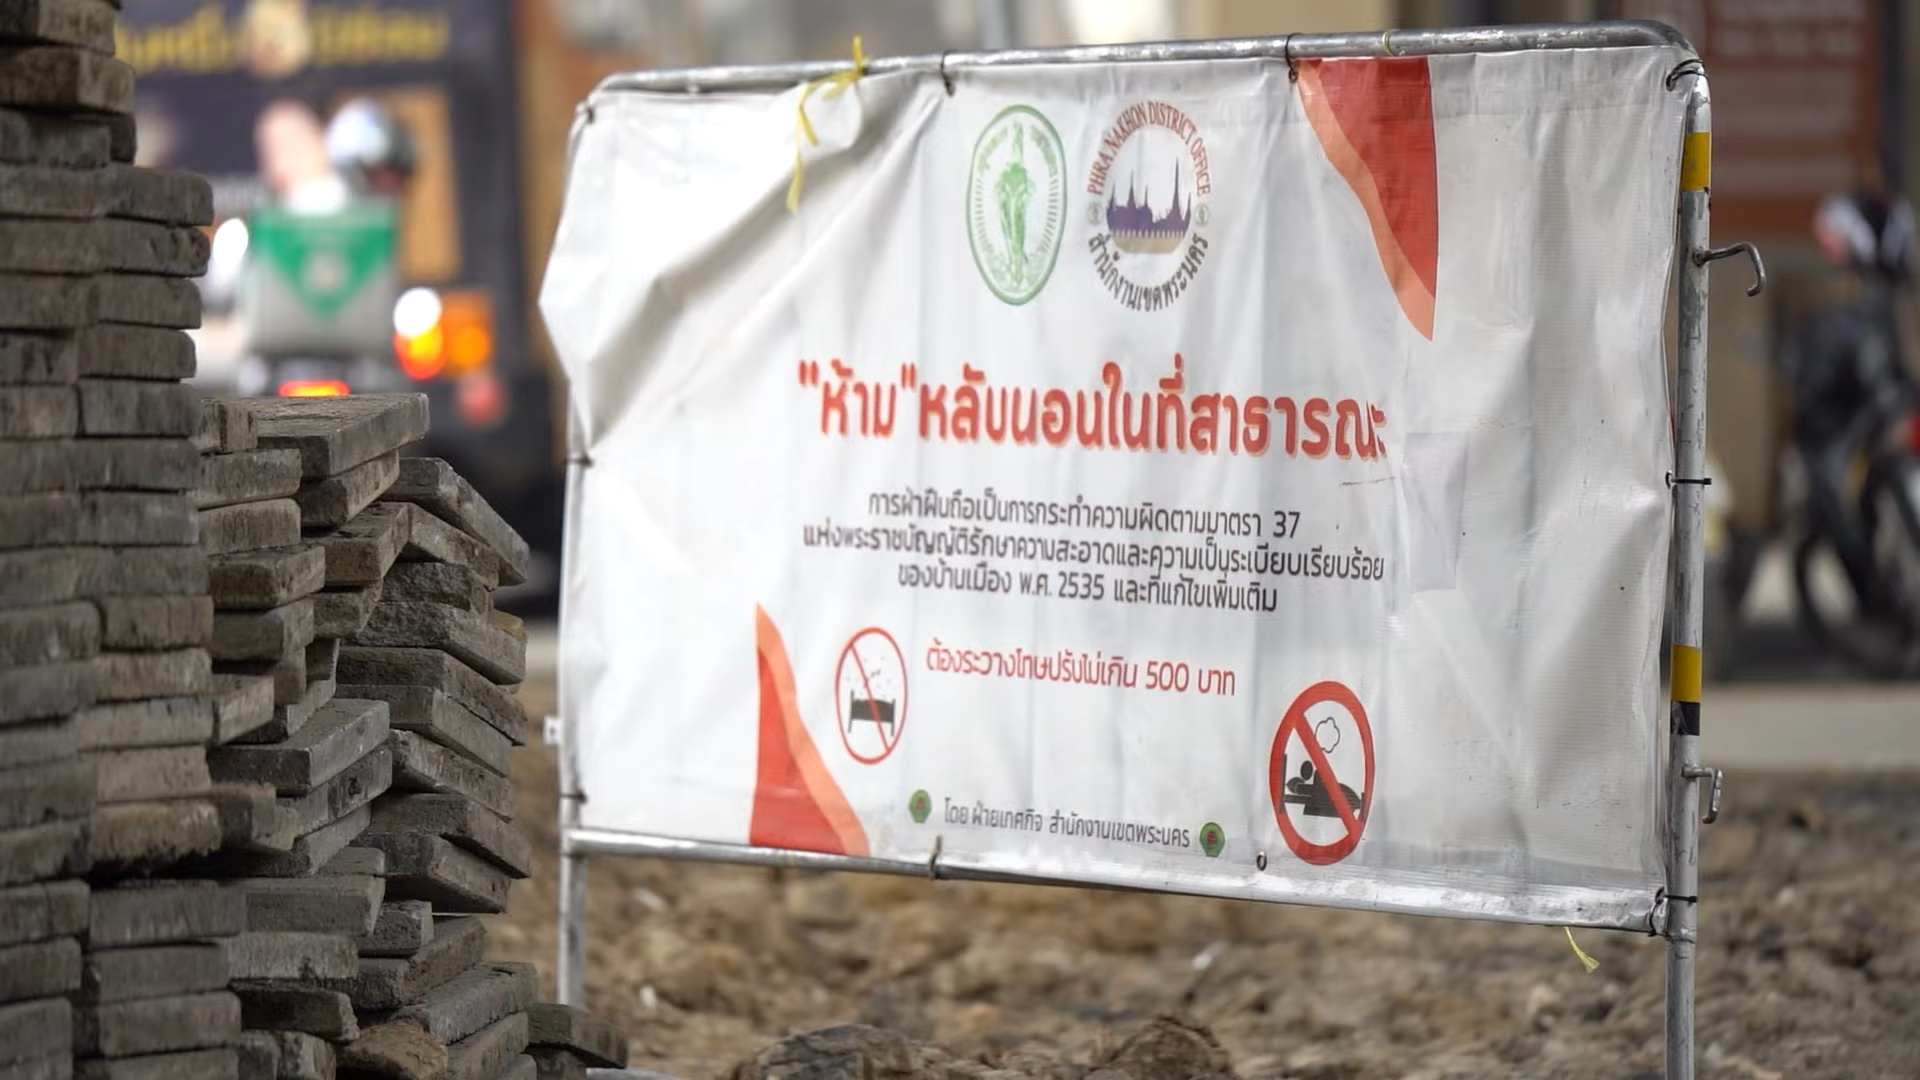 PHRA NAKHON DISTRICT OFFICE
สำนักงานเขตพระนคร
"ห้าม"หลับนอนในที่สาธารณะ
การฝ่าฝืนถือเป็นการกระทำความผิดตามมาตรา 37
แห่งพระราชบัญญัติรักษาความสะอาดและความเป็นระเบียบเรียบร้อย
ของบ้านเมือง พ.ศ. 2535 และที่แก้ไขเพิ่มเติม
ต้องระวางโทษปรับไม่เกิน 500 บาท
โดย ฝ่ายเทศกิจ สำนักงานเขตพระนคร